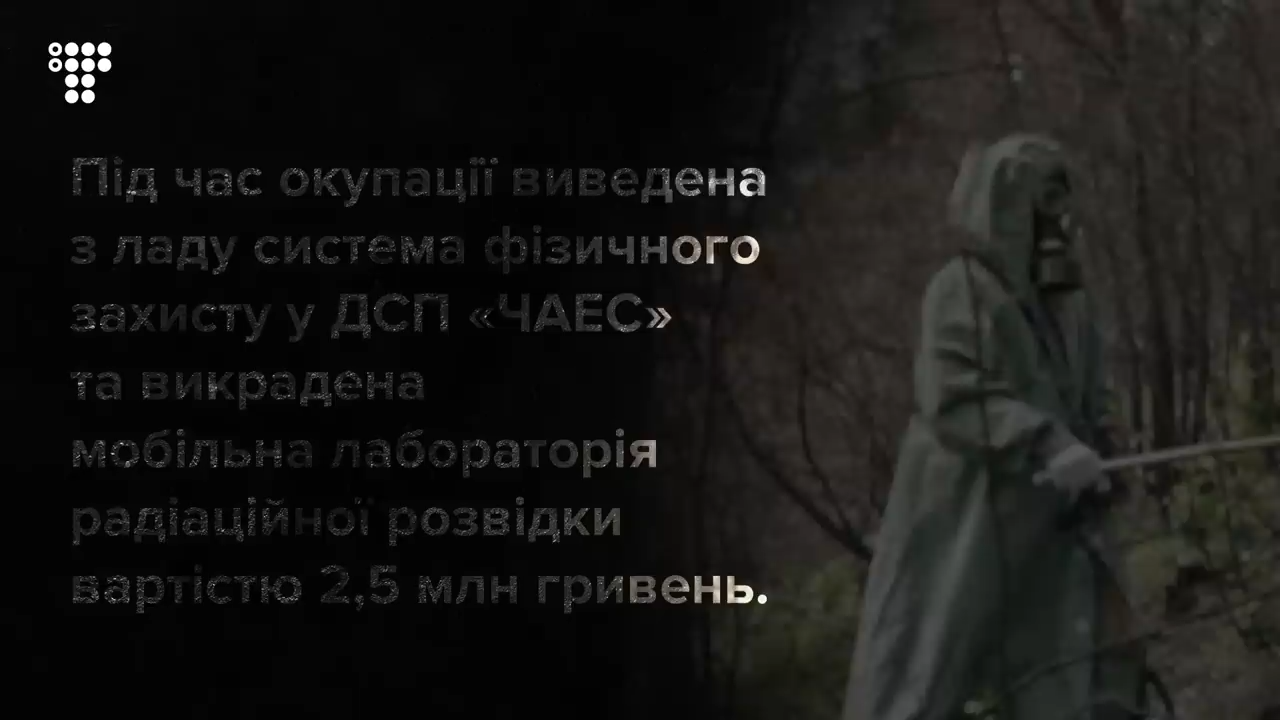 Під час окупації виведена
з ладу система фізичного
захисту у ДСП «ЧАЕС»
та викрадена
мобільна лабораторія
радіаційної розвідки
вартістю 2,5 млн гривень.